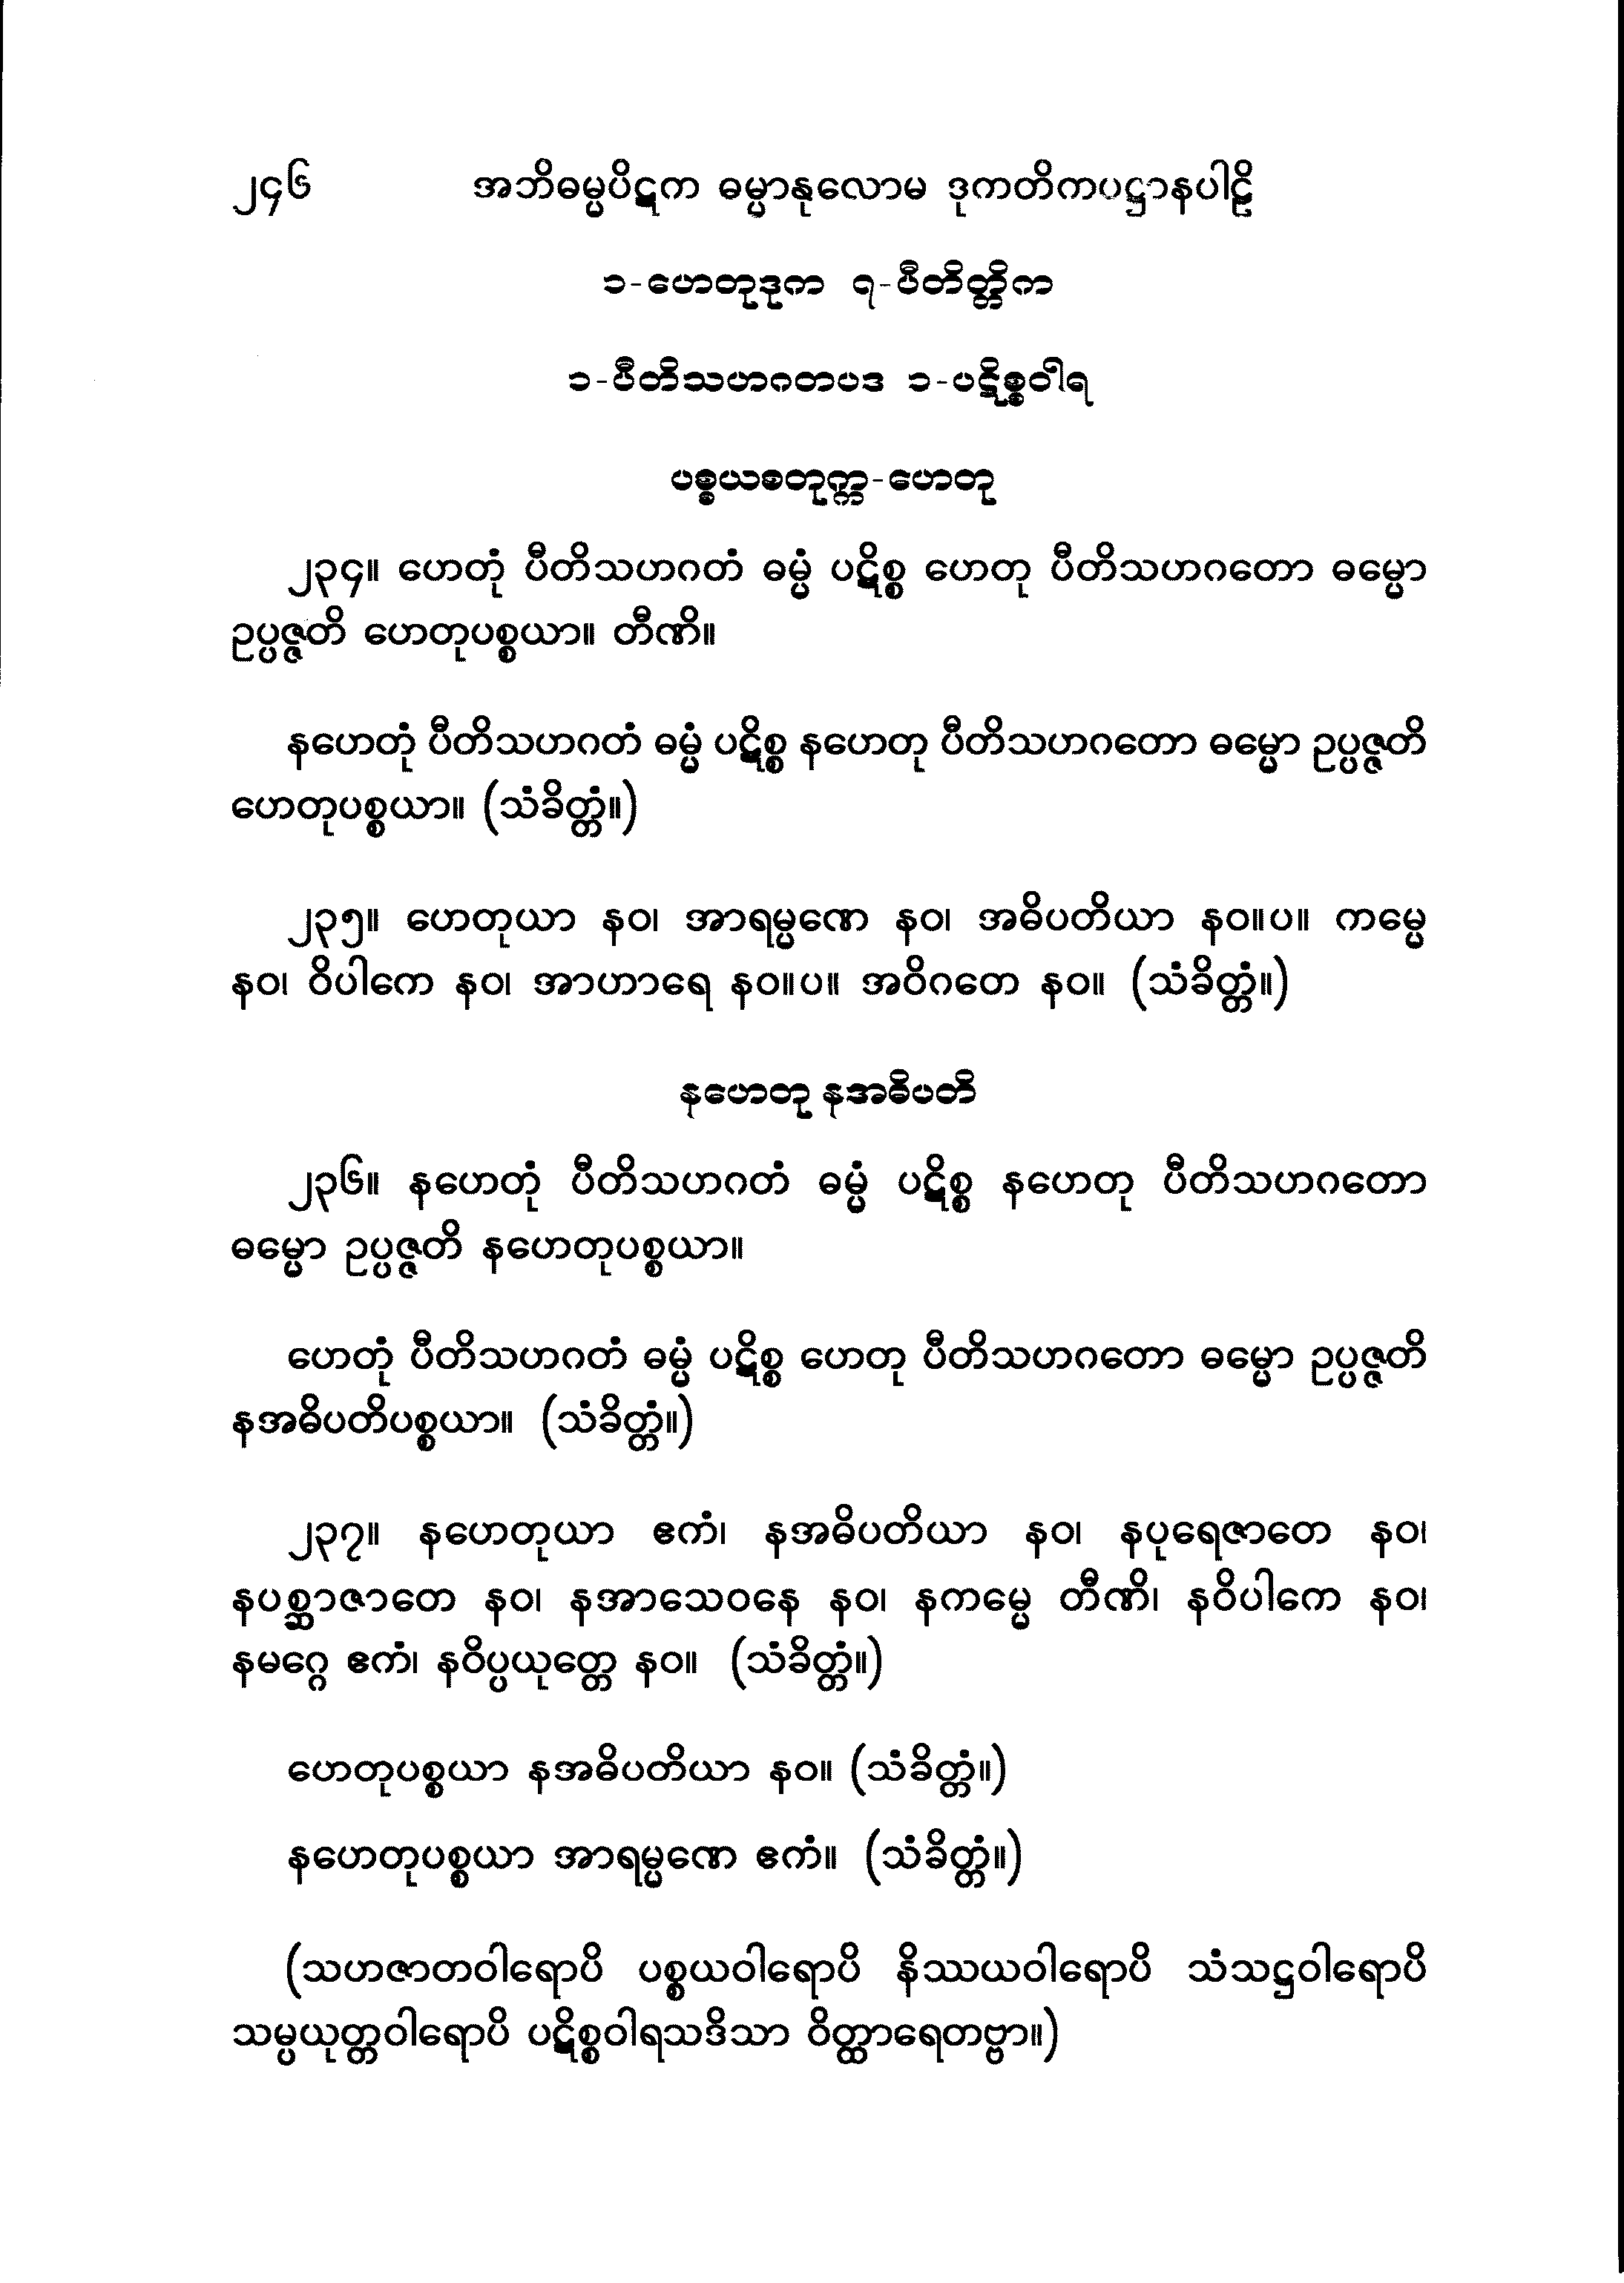 ၂၄၆ အဘိဓမ္မပိဋက ဓမ္မာနုလောမ ဒုကတိကပဋ္ဌာနပါဠိ
၁-ဟေတုဒုက ၇-ပီတိတ္တိက
၁-ပီတိသဟဂတပဒ ၁-ပဋိစ္စဝါရ
ပစ္စယစတုက္က-ဟေတု
၂၃၄။ ဟေတုံ ပီတိသဟဂတံ ဓမ္မံ ပဋိစ္စ ဟေတု ပီတိသဟဂတော ဓမ္မော
ဥပ္ပဇ္ဇတိ ဟေတုပစ္စယာ။ တီဏိ။
နဟေတုံ ပီတိသဟဂတံ ဓမ္မံ ပဋိစ္စ နဟေတု ပီတိသဟဂတော ဓမ္မော ဥပ္ပဇ္ဇတိ
ဟေတုပစ္စယာ။ (သံခိတ္တံ။)
၂၃၅။ ဟေတုယာ နဝ၊ အာရမ္မဏေ နဝ၊ အဓိပတိယာ နဝ။ပ။ ကမ္မေ
နဝ၊ ဝိပါကေ နဝ၊ အာဟာရေ နဝ။ပ။ အဝိဂတေ နဝ။ (သံခိတ္တံ။)
နဟေတု နအဓိပတိ
၂၃၆။ နဟေတုံ ပီတိသဟဂတံ ဓမ္မံ ပဋိစ္စ နဟေတု ပီတိသဟဂတော
ဓမ္မော ဥပ္ပဇ္ဇတိ နဟေတုပစ္စယာ။
ဟေတုံ ပီတိသဟဂတံ ဓမ္မံ ပဋိစ္စ ဟေတု ပီတိသဟဂတော ဓမ္မော ဥပ္ပဇ္ဇတိ
နအဓိပတိပစ္စယာ။ (သံခိတ္တံ။)
၂၃၇။ နဟေတုယာ ဧကံ၊ နအဓိပတိယာ နဝ၊ နပုရေဇာတေ နဝ၊
နပစ္ဆာဇာတေ နဝ၊ နအာသေဝနေ နဝ၊ နကမ္မေ တီဏိ၊ နဝိပါကေ နဝ၊
နမဂ္ဂေ ဧကံ၊ နဝိပ္ပယုတ္တေ နဝ။ (သံခိတ္တံ။)
ဟေတုပစ္စယာ နအဓိပတိယာ နဝ။ (သံခိတ္တံ။)
နဟေတုပစ္စယာ အာရမ္မဏေ ဧကံ။ (သံခိတ္တံ။)
(သဟဇာတဝါရောပိ ပစ္စယဝါရောပိ နိဿယဝါရောပိ သံသဋ္ဌဝါရောပိ
သမ္ပယုတ္တဝါရောပိ ပဋိစ္စဝါရသဒိသာ ဝိတ္ထာရေတဗ္ဗာ။)